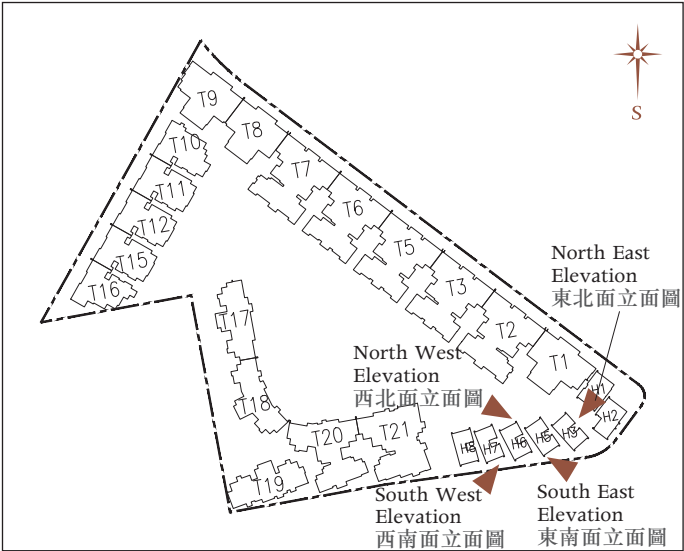 S
T9
T8
T10
T7
T11
T6
T12
T5
T15
T3
T16
T2
T17
T1
T18
T20
T21
T19
North East
Elevation
東北面立面圖
North West
Elevation
西北面立面圖
H1
H2
H3
H5
H6
H7
H8
South West
Elevation
西南面立面圖
South East
Elevation
東南面立面圖